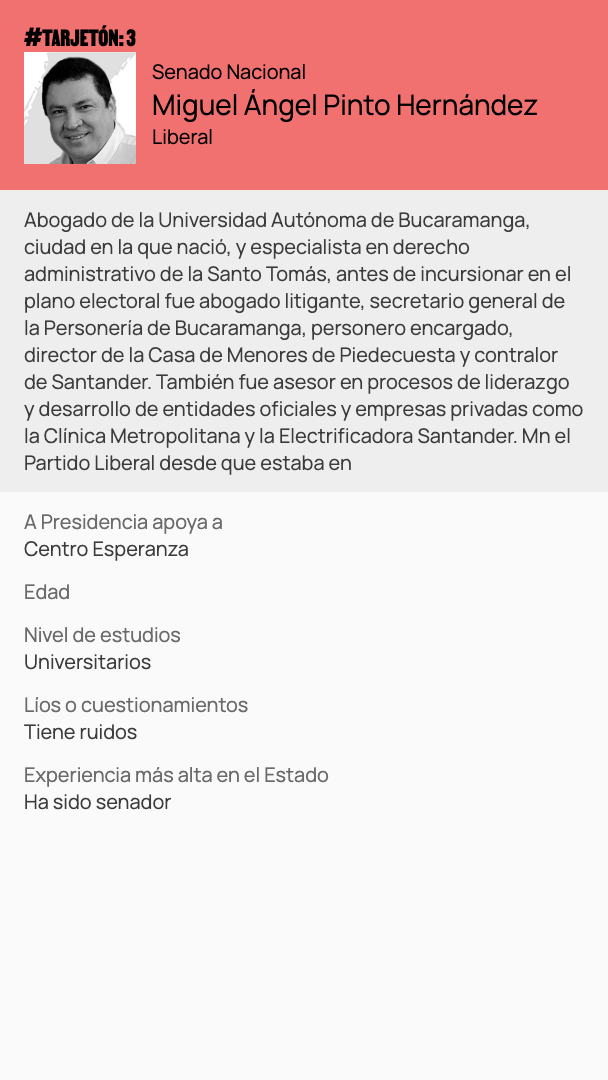 #TARJETÓN: 3
Senado Nacional
Miguel Ángel Pinto Hernández
Liberal
Abogado de la Universidad Autónoma de Bucaramanga,
ciudad en la que nació, y especialista en derecho
administrativo de la Santo Tomás, antes de incursionar en el
plano electoral fue abogado litigante, secretario general de
la Personería de Bucaramanga, personero encargado,
director de la Casa de Menores de Piedecuesta y contralor
de Santander. También fue asesor en procesos de liderazgo
y desarrollo de entidades oficiales y empresas privadas como
la Clínica Metropolitana y la Electrificadora Santander. Mn el
Partido Liberal desde que estaba en
A Presidencia apoya a
Centro Esperanza
Edad
Nivel de estudios
Universitarios
Líos o cuestionamientos
Tiene ruidos
Experiencia más alta en el Estado
Ha sido senador